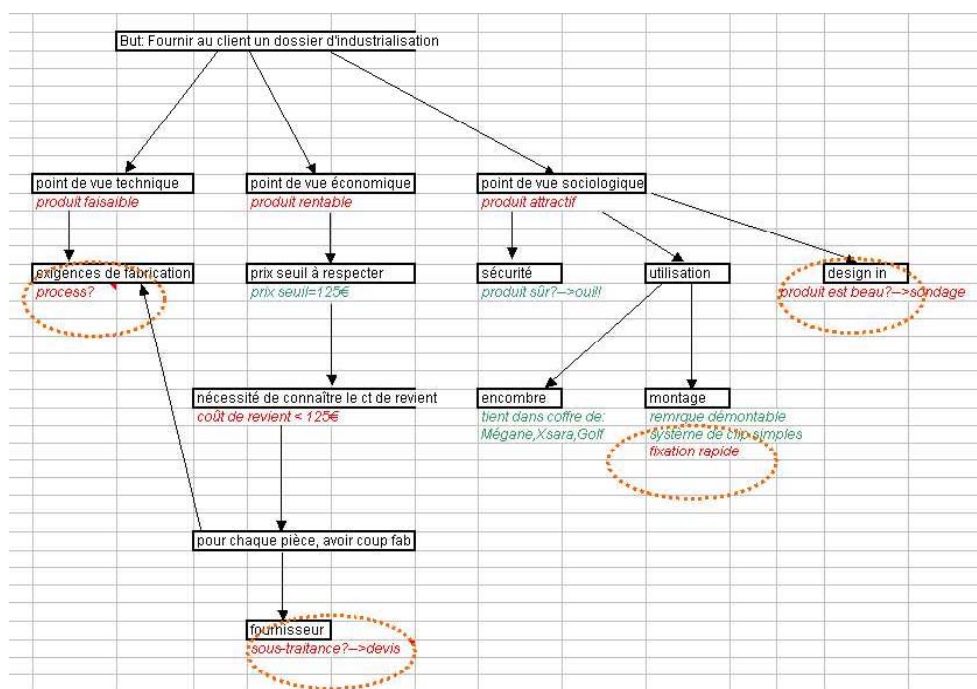 But: Fournir au client un dossier d'industrialisation
point de vue technique
produit faisaible
point de vue économique
produit rentable
point de vue sociologique
produit attractif
exigences de fabrication
process?
prix seuil à respecter
prix seuil=125€
sécurité
produit sûr?-->oui!!
utilisation
design in
produit est beau?-->sondage
nécessité de connaître le ct de revient
coût de revient < 125€
encombre
tient dans coffre de:
Mégane,Xsara,Golf
montage
remrque démontable
système de clip simples
fixation rapide
pour chaque pièce, avoir coup fab
fournisseur
sous-traitance?-->devis